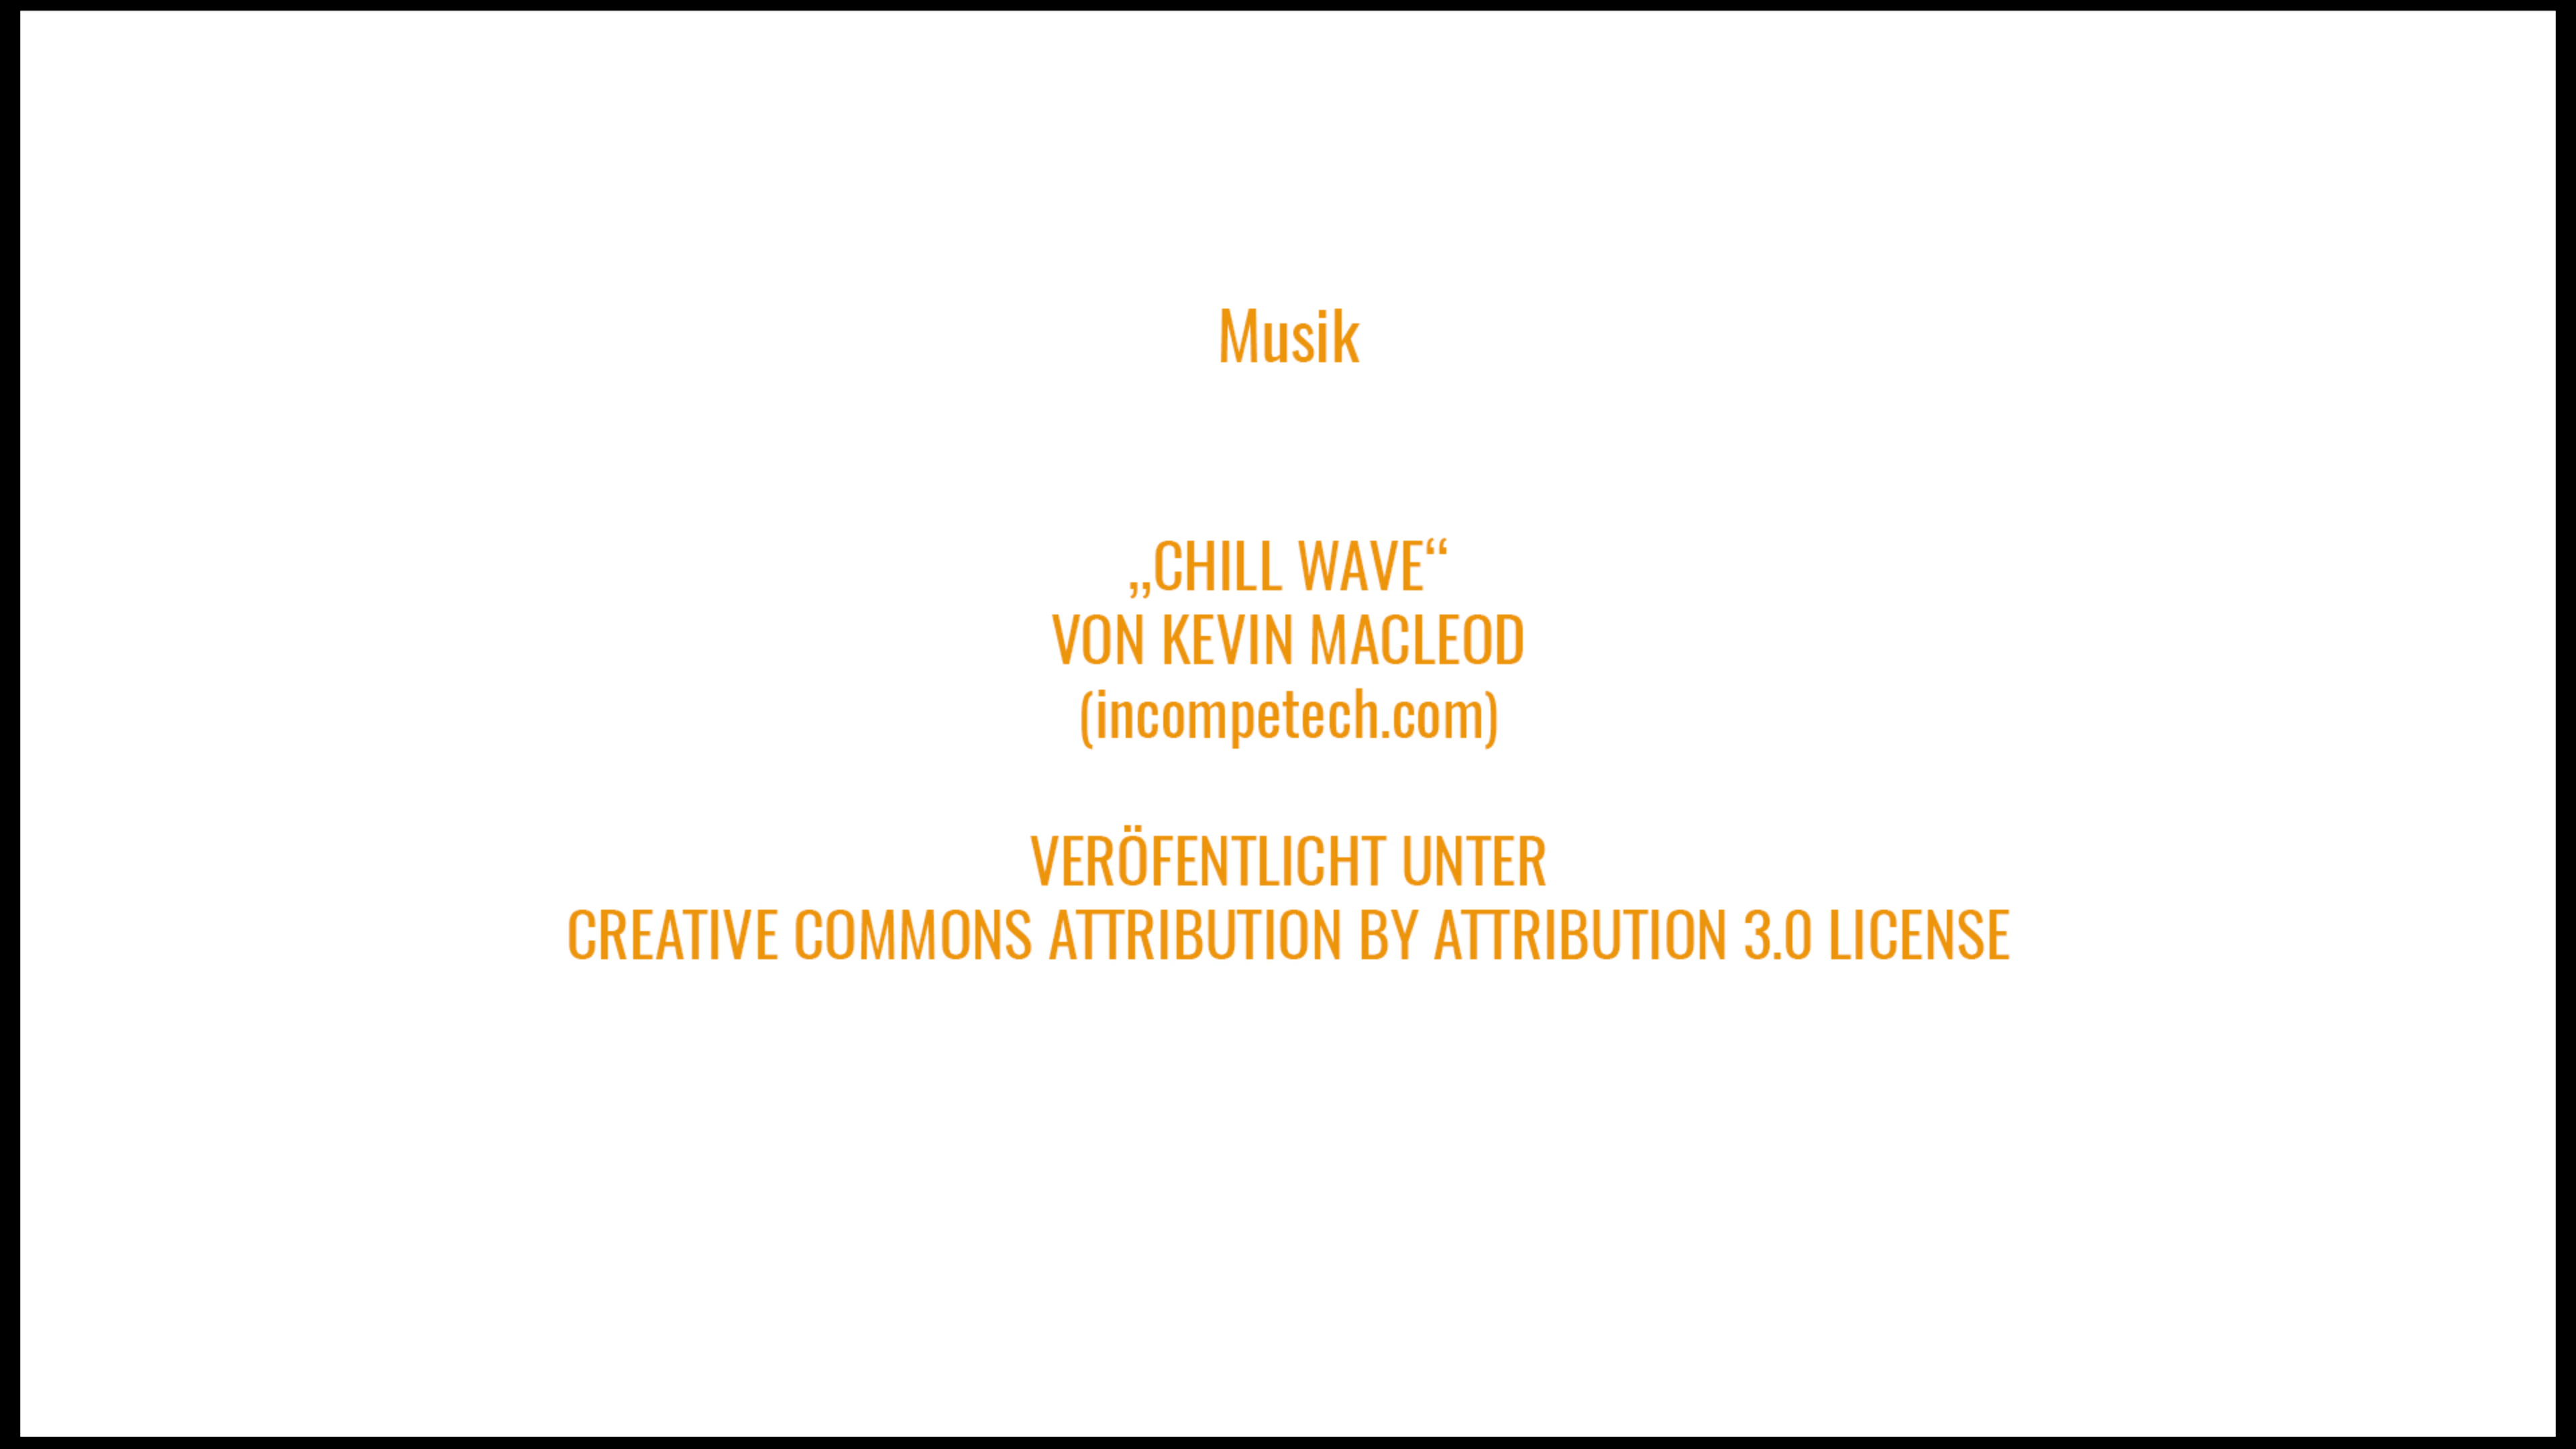 Musik
„CHILL WAVE“
VON KEVIN MACLEOD
(incompetech.com)
VERÖFENTLICHT UNTER
CREATIVE COMMONS ATTRIBUTION BY ATTRIBUTION 3.0 LICENSE